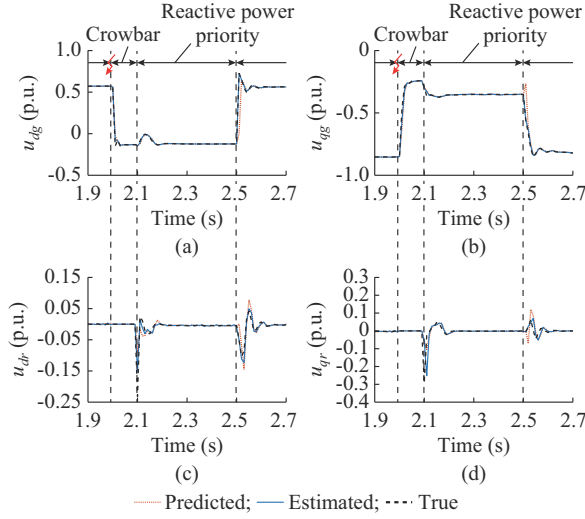 Reactive power
Crowbar priority
1.0
0.5
0
-0.5
1.9 2.1 2.3 2.5 2.7
u_dg (p.u.)
Time (s)
(a)
Reactive power
Crowbar priority
0
-0.5
-1.0
1.9 2.1 2.3 2.5 2.7
u_qg (p.u.)
Time (s)
(b)
0.15
0.05
-0.05
-0.15
-0.25
1.9 2.1 2.3 2.5 2.7
u_dr (p.u.)
Time (s)
(c)
0.3
0.2
0.1
0
-0.1
-0.2
-0.3
-0.4
1.9 2.1 2.3 2.5 2.7
u_qr (p.u.)
Time (s)
(d)
Predicted; Estimated; True